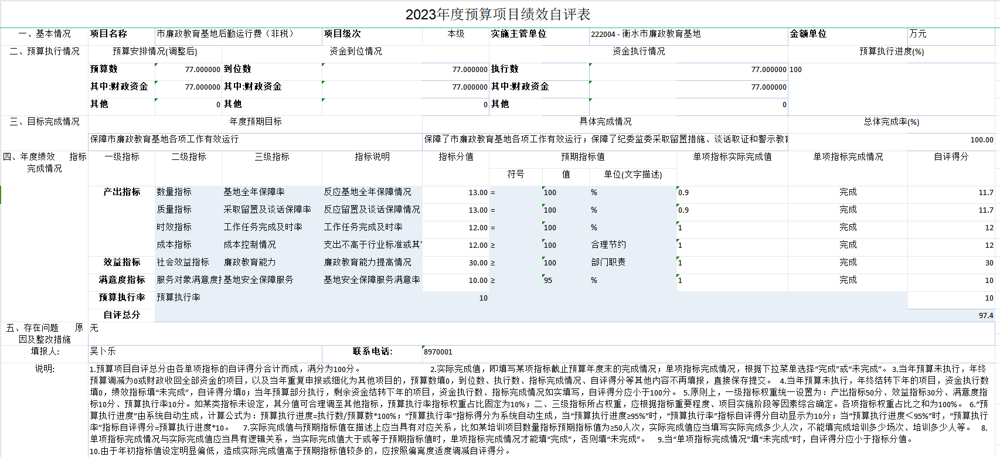 2023年度预算项目绩效自评表
一、基本情况 项目名称 市廉政教育基地后勤运行费（非税） 项目级次 本级 实施主管单位 222004 - 衡水市廉政教育基地 金额单位 万元
二、预算执行情况 预算安排情况(调整后) 资金到位情况 资金执行情况 预算执行进度(%)
预算数 77.000000 到位数 77.000000 执行数 77.000000 100
其中:财政资金 77.000000 其中:财政资金 77.000000 其中:财政资金 77.000000
其他 0 其他 0 其他 0
三、目标完成情况 年度预期目标 具体完成情况 总体完成率(%)
保障市廉政教育基地各项工作有效运行 保障了市廉政教育基地各项工作有效运行；保障了纪委监委采取留置措施、谈话取证和警示教育 100.00
四、年度绩效 指标完成情况 一级指标 二级指标 三级指标 指标说明 指标分值 预期指标值 单项指标实际完成值 单项指标完成情况 自评得分
符号 值 单位(文字描述)
产出指标 数量指标 基地全年保障率 反应基地全年保障情况 13.00 = 100 % 0.9 完成 11.7
质量指标 采取留置及谈话保障率 反应留置及谈话保障情况 13.00 = 100 % 0.9 完成 11.7
时效指标 工作任务完成及时率 工作任务完成及时率 12.00 = 100 % 1 完成 12
成本指标 成本控制情况 支出不高于行业标准或其 12.00 ≥ 100 合理节约 1 完成 12
效益指标 社会效益指标 廉政教育能力 廉政教育能力提高情况 30.00 ≥ 100 部门职责 1 完成 30
满意度指标 服务对象满意度 基地安全保障服务 基地安全保障服务满意率 10.00 ≥ 95 % 1 完成 10
预算执行率 预算执行率 10 10
自评总分 97.4
五、存在问题 原因及整改措施 无
填报人: 吴卜乐 联系电话: 8970001
说明: 1.预算项目自评总分由各单项指标的自评得分合计而成，满分为100分。 2.实际完成值，即填写某项指标截止预算年度末的完成情况；单项指标完成情况，根据下拉菜单选择“完成”或“未完成”。 3.当年预算未执行，年终
预算调减为0或财政收回全部资金的项目，以及当年重复申报或细化为其他项目的，预算数填0，到位数、执行数、指标完成情况、自评得分等其他内容不再填报，直接保存提交。 4.当年预算未执行，年终结转下年的项目，资金执行数
填0，绩效指标填“未完成”，自评得分填0；当年预算部分执行，剩余资金结转下年的项目，资金执行数、指标完成情况如实填写，自评得分应小于100分。 5.原则上，一级指标权重统一设置为：产出指标50分、效益指标30分、满意度指
标10分、预算执行率10分。如某类指标未设定，其分值可合理调至其他指标，预算执行率指标权重占比固定为10%；二、三级指标所占权重，应根据指标重要程度、项目实施阶段等因素综合确定。各项指标权重占比之和为100%。 6.“预
算执行进度”由系统自动生成，计算公式为：预算执行进度=执行数/预算数*100%；“预算执行率”指标得分为系统自动生成，当“预算执行进度≥95%”时，“预算执行率”指标自评得分自动显示为10分；当“预算执行进度＜95%”时，“预算执行
率”指标自评得分=预算执行进度*10。 7.实际完成值与预期指标值在描述上应当具有对应关系，比如某培训项目数量指标预期指标值为≥50人次，实际完成值应当填写实际完成多少人次，不能填完成培训多少场次、培训多少人等。 8.
单项指标完成情况与实际完成值应当具有逻辑关系，当实际完成值大于或等于预期指标值时，单项指标完成情况才能填“完成”，否则填“未完成”。 9.当“单项指标完成情况”填“未完成”时，自评得分应小于指标分值。
10.由于年初指标值设定明显偏低，造成实际完成值高于预期指标值较多的，应按照偏离度适度调减自评得分。